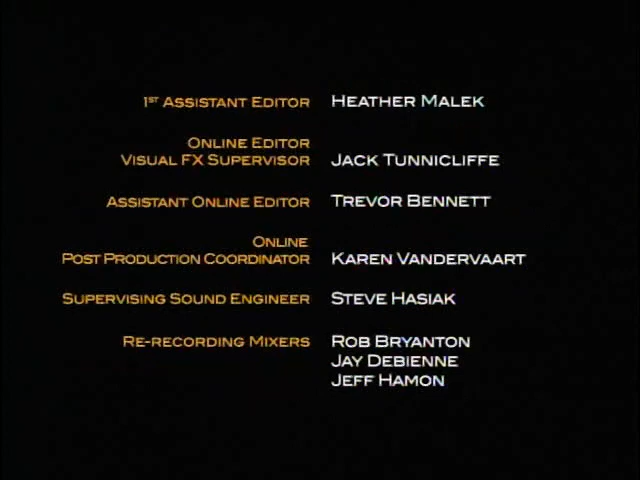 1ST ASSISTANT EDITOR HEATHER MALEK
ONLINE EDITOR
VISUAL FX SUPERVISOR JACK TUNNICLIFFE
ASSISTANT ONLINE EDITOR TREVOR BENNETT
ONLINE
POST PRODUCTION COORDINATOR KAREN VANDERVAART
SUPERVISING SOUND ENGINEER STEVE HASIAK
RE-RECORDING MIXERS ROB BRYANTON
JAY DEBIENNE
JEFF HAMON